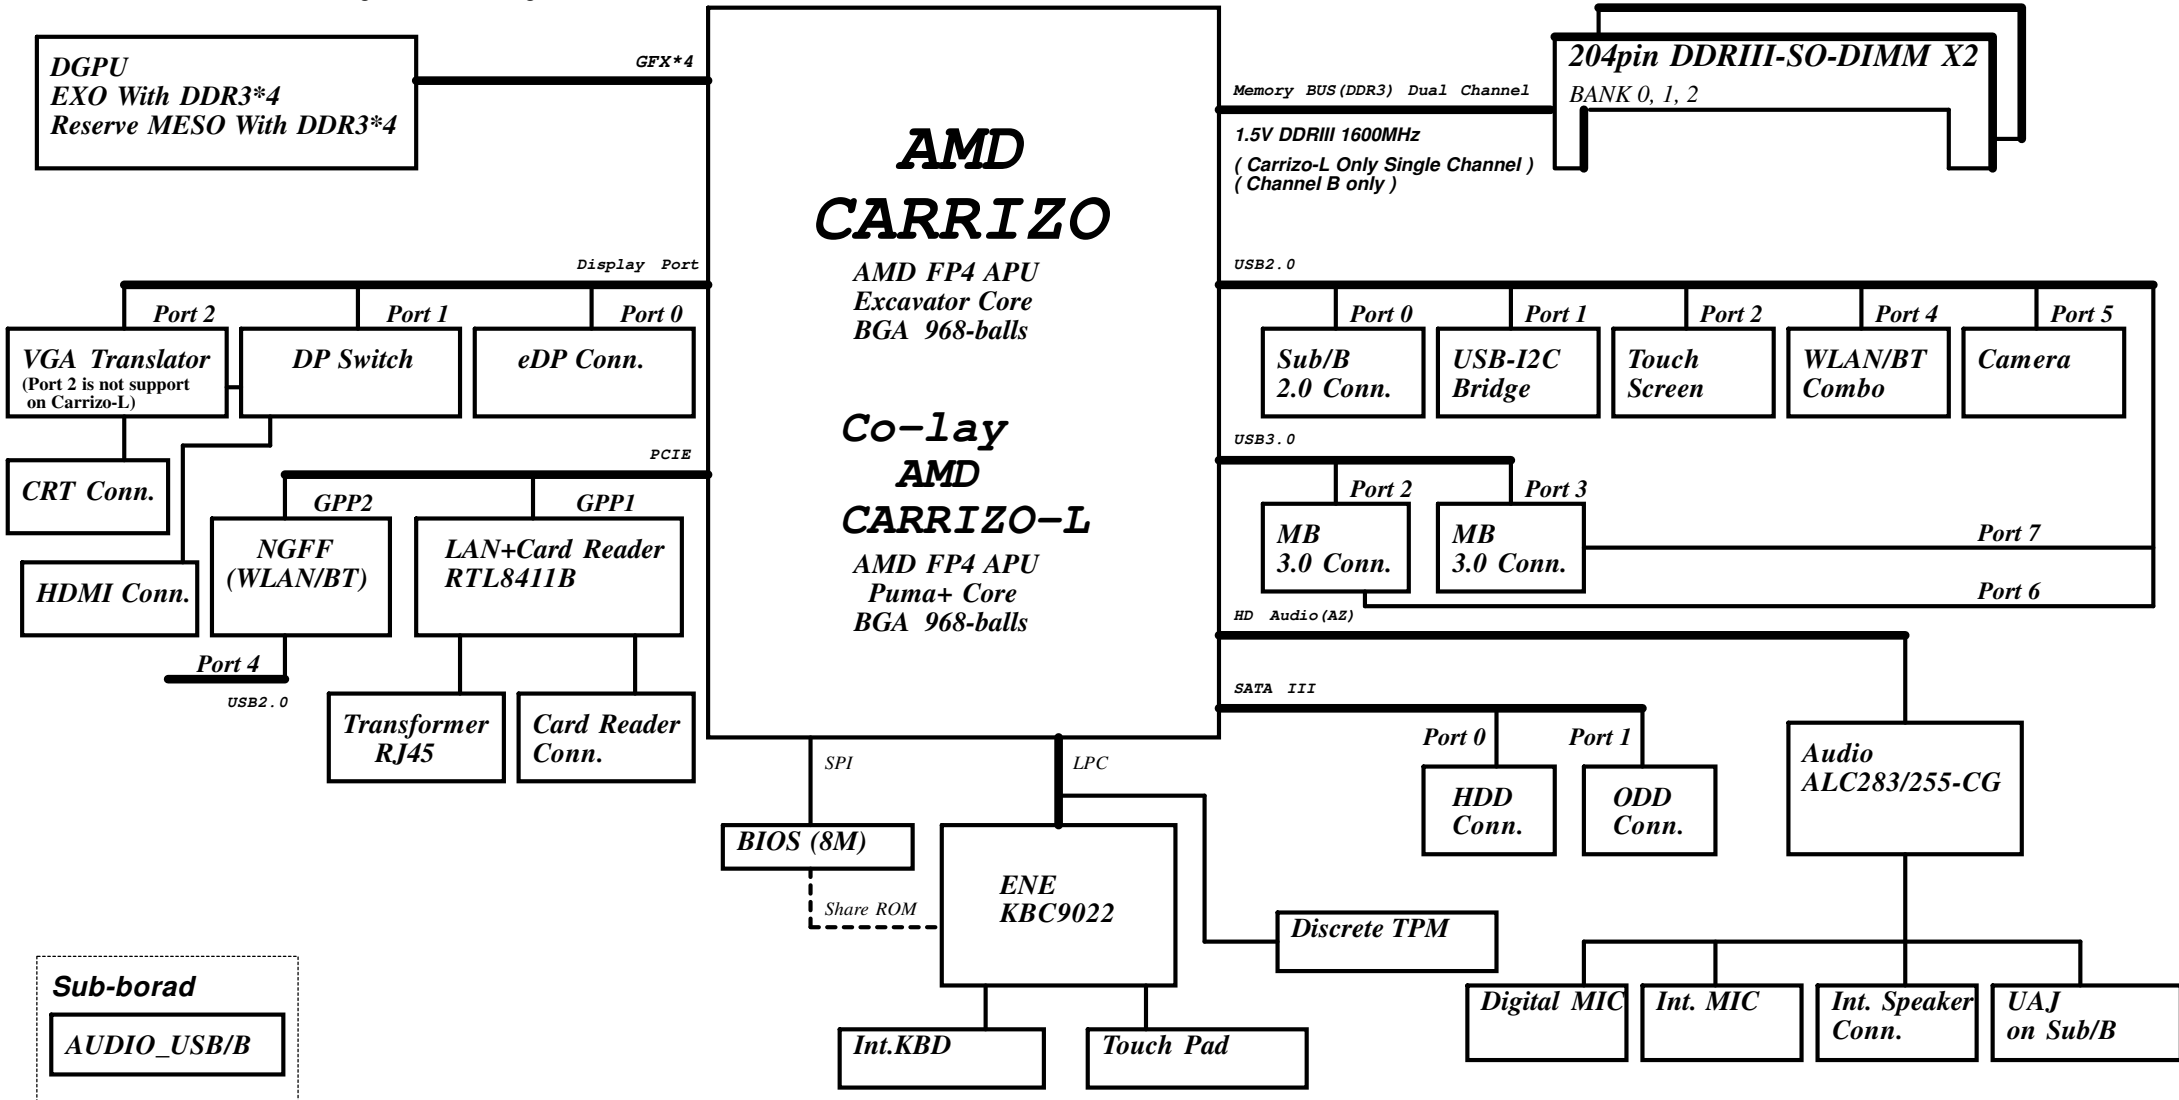 DGPU
EXO With DDR3*4
Reserve MESO With DDR3*4
GFX*4
AMD
CARRIZO
AMD FP4 APU
Excavator Core
BGA 968-balls
Co-lay
AMD
CARRIZO-L
AMD FP4 APU
Puma+ Core
BGA 968-balls
Memory BUS(DDR3) Dual Channel
1.5V DDRIII 1600MHz
( Carrizo-L Only Single Channel )
( Channel B only )
204pin DDRIII-SO-DIMM X2
BANK 0, 1, 2
Display Port
Port 2
Port 1
Port 0
VGA Translator
(Port 2 is not support
on Carrizo-L)
DP Switch
eDP Conn.
CRT Conn.
HDMI Conn.
PCIE
GPP2
GPP1
NGFF
(WLAN/BT)
LAN+Card Reader
RTL8411B
Port 4
USB2.0
Transformer
RJ45
Card Reader
Conn.
USB2.0
Port 0
Port 1
Port 2
Port 4
Port 5
Sub/B
2.0 Conn.
USB-I2C
Bridge
Touch
Screen
WLAN/BT
Combo
Camera
USB3.0
Port 2
Port 3
MB
3.0 Conn.
MB
3.0 Conn.
Port 7
Port 6
HD Audio(AZ)
SATA III
Port 0
Port 1
HDD
Conn.
ODD
Conn.
Audio
ALC283/255-CG
SPI
LPC
BIOS (8M)
Share ROM
ENE
KBC9022
Discrete TPM
Int.KBD
Touch Pad
Digital MIC
Int. MIC
Int. Speaker
Conn.
UAJ
on Sub/B
Sub-borad
AUDIO_USB/B